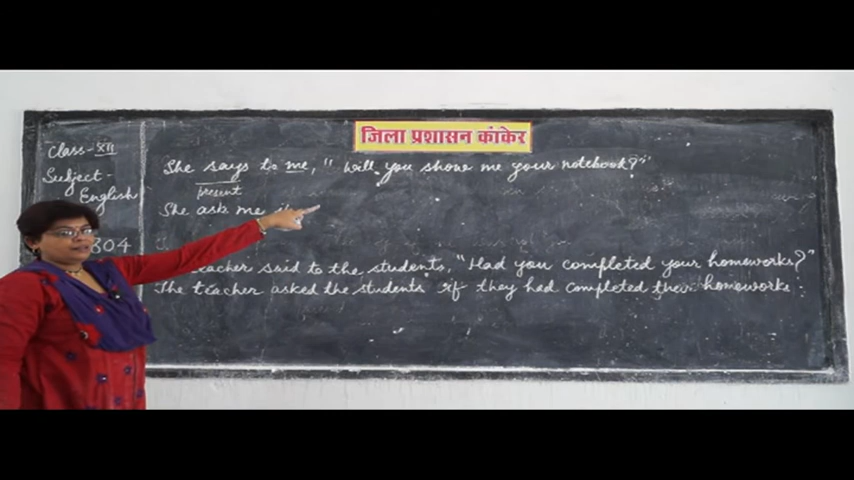 जिला प्रशासन कांकेर
Class-XII
Subject-
English
804
She says to me, "Will you show me your notebook?"
present
She ask me
teacher said to the students, "Had you completed your homeworks?"
The teacher asked the students if they had completed their homeworks.